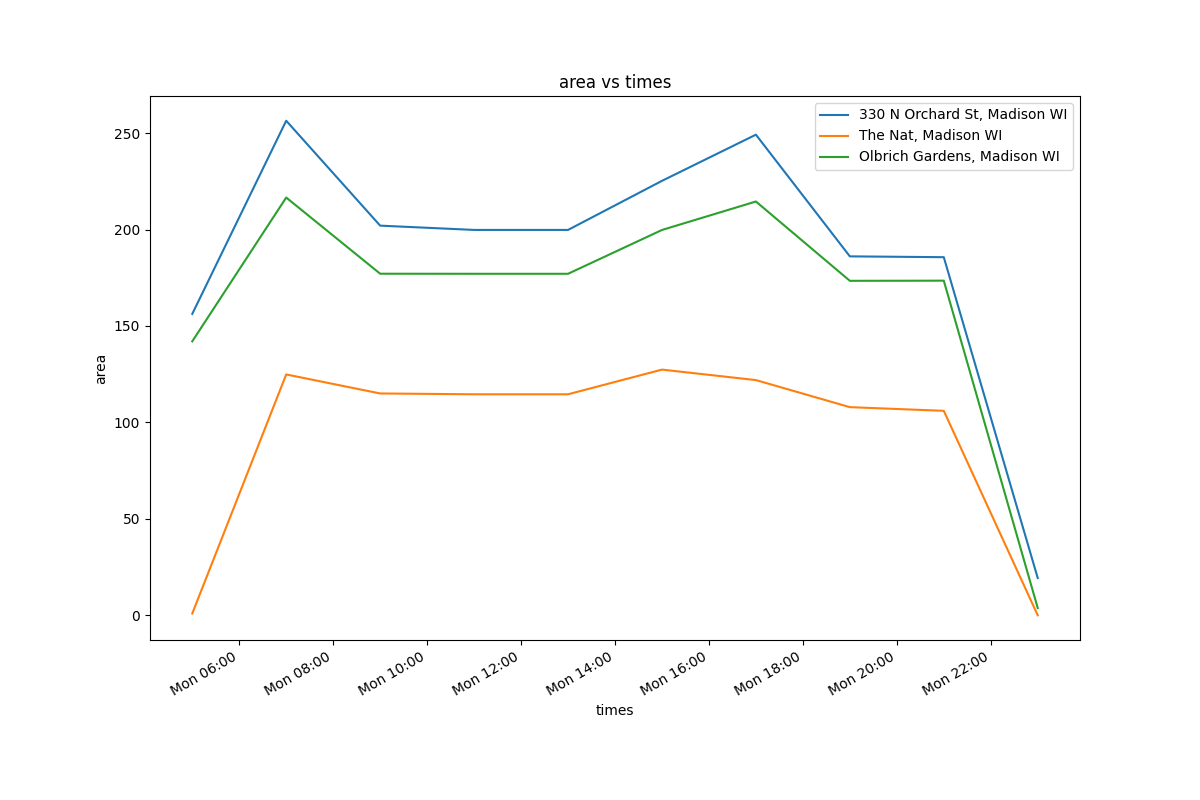 area vs times
330 N Orchard St, Madison WI
The Nat, Madison WI
Olbrich Gardens, Madison WI
area
250
200
150
100
50
0
Mon 06:00
Mon 08:00
Mon 10:00
Mon 12:00
Mon 14:00
Mon 16:00
Mon 18:00
Mon 20:00
Mon 22:00
times